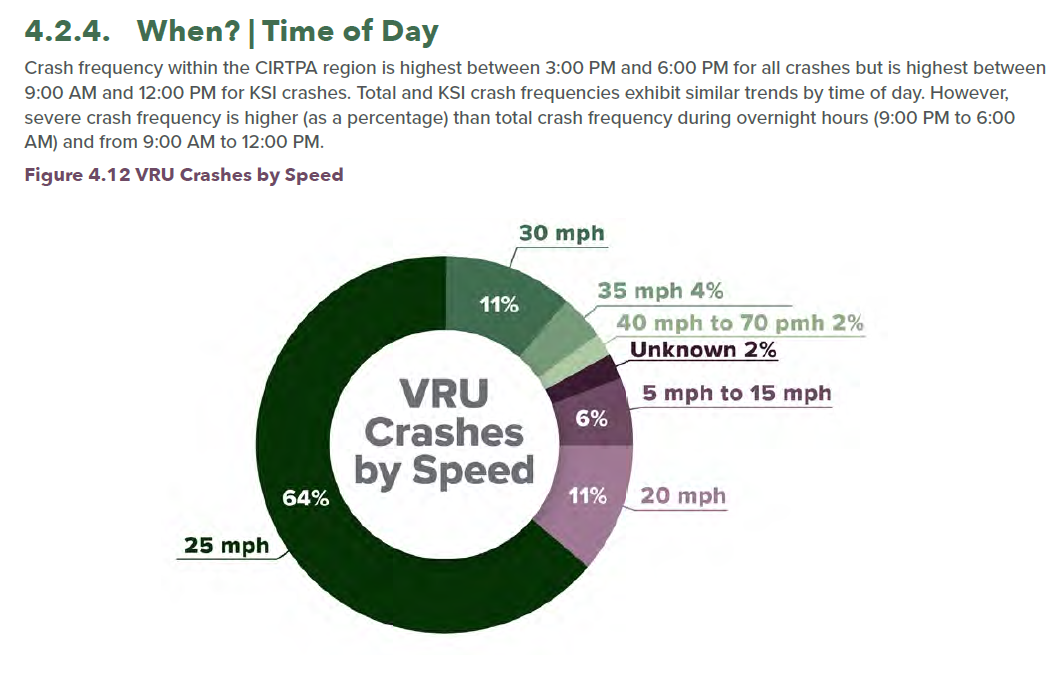 4.2.4. When? | Time of Day
Crash frequency within the CIRTPA region is highest between 3:00 PM and 6:00 PM for all crashes but is highest between
9:00 AM and 12:00 PM for KSI crashes. Total and KSI crash frequencies exhibit similar trends by time of day. However,
severe crash frequency is higher (as a percentage) than total crash frequency during overnight hours (9:00 PM to 6:00
AM) and from 9:00 AM to 12:00 PM.
Figure 4.12 VRU Crashes by Speed
30 mph
11%
35 mph 4%
40 mph to 70 pmh 2%
Unknown 2%
5 mph to 15 mph
6%
VRU
Crashes
by Speed
11%
20 mph
64%
25 mph